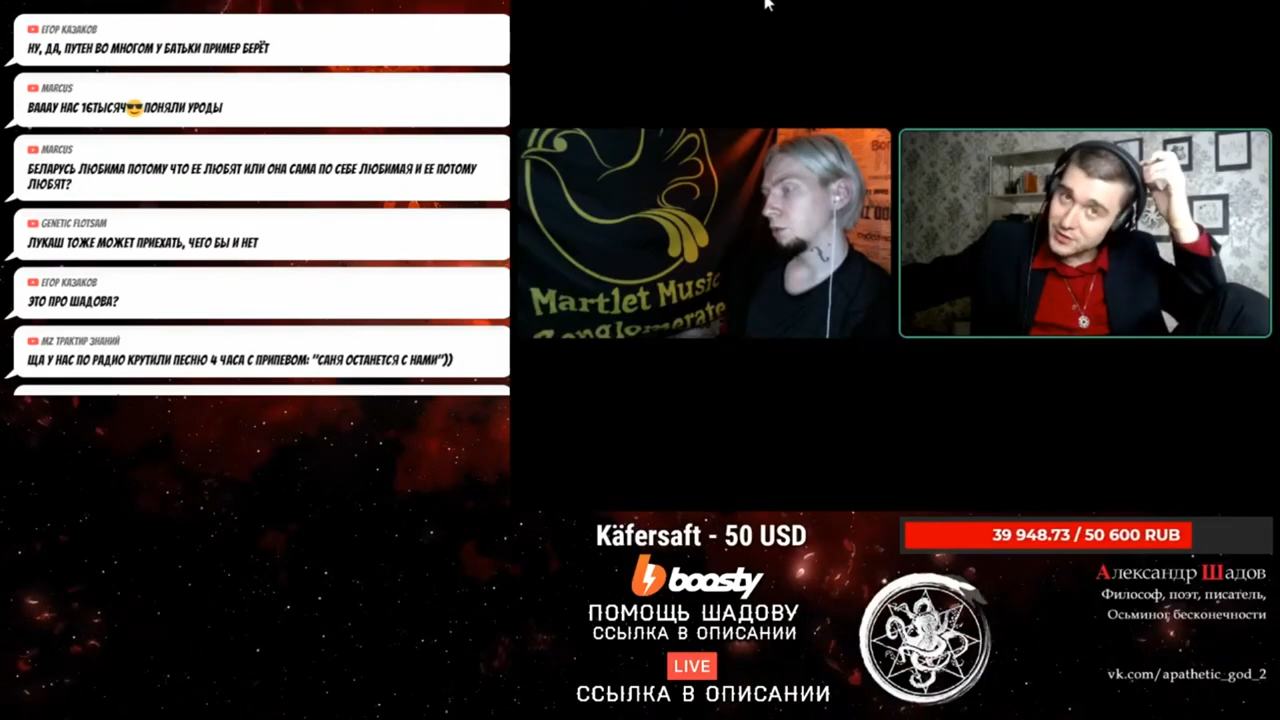 ЕГОР КАЗАКОВ
НУ, ДА, ПУТЕН ВО МНОГОМ У БАТЬКИ ПРИМЕР БЕРЁТ
MARCUS
ВАААУ НАС 16ТЫСЯЧ😎ПОНЯЛИ УРОДЫ
MARCUS
БЕЛАРУСЬ ЛЮБИМА ПОТОМУ ЧТО ЕЕ ЛЮБЯТ ИЛИ ОНА САМА ПО СЕБЕ ЛЮБИМАЯ И ЕЕ ПОТОМУ
ЛЮБЯТ?
GENETIC FLOTSAM
ЛУКАШ ТОЖЕ МОЖЕТ ПРИЕХАТЬ, ЧЕГО БЫ И НЕТ
ЕГОР КАЗАКОВ
ЭТО ПРО ШАДОВА?
MZ ТРАКТИР ЗНАНИЙ
ЩА У НАС ПО РАДИО КРУТИЛИ ПЕСНЮ 4 ЧАСА С ПРИПЕВОМ: "САНЯ ОСТАНЕТСЯ С НАМИ"))
Martlet Music
Conglomerate
Käfersaft - 50 USD
boosty
ПОМОЩЬ ШАДОВУ
ССЫЛКА В ОПИСАНИИ
LIVE
ССЫЛКА В ОПИСАНИИ
39 948.73 / 50 600 RUB
Александр Шадов
Философ, поэт, писатель,
Осьминог бесконечности
vk.com/apathetic_god_2